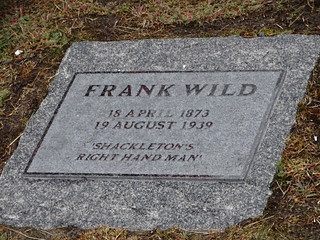 FRANK WILD
18 APRIL 1873
19 AUGUST 1939
'SHACKLETON'S
RIGHT HAND MAN'